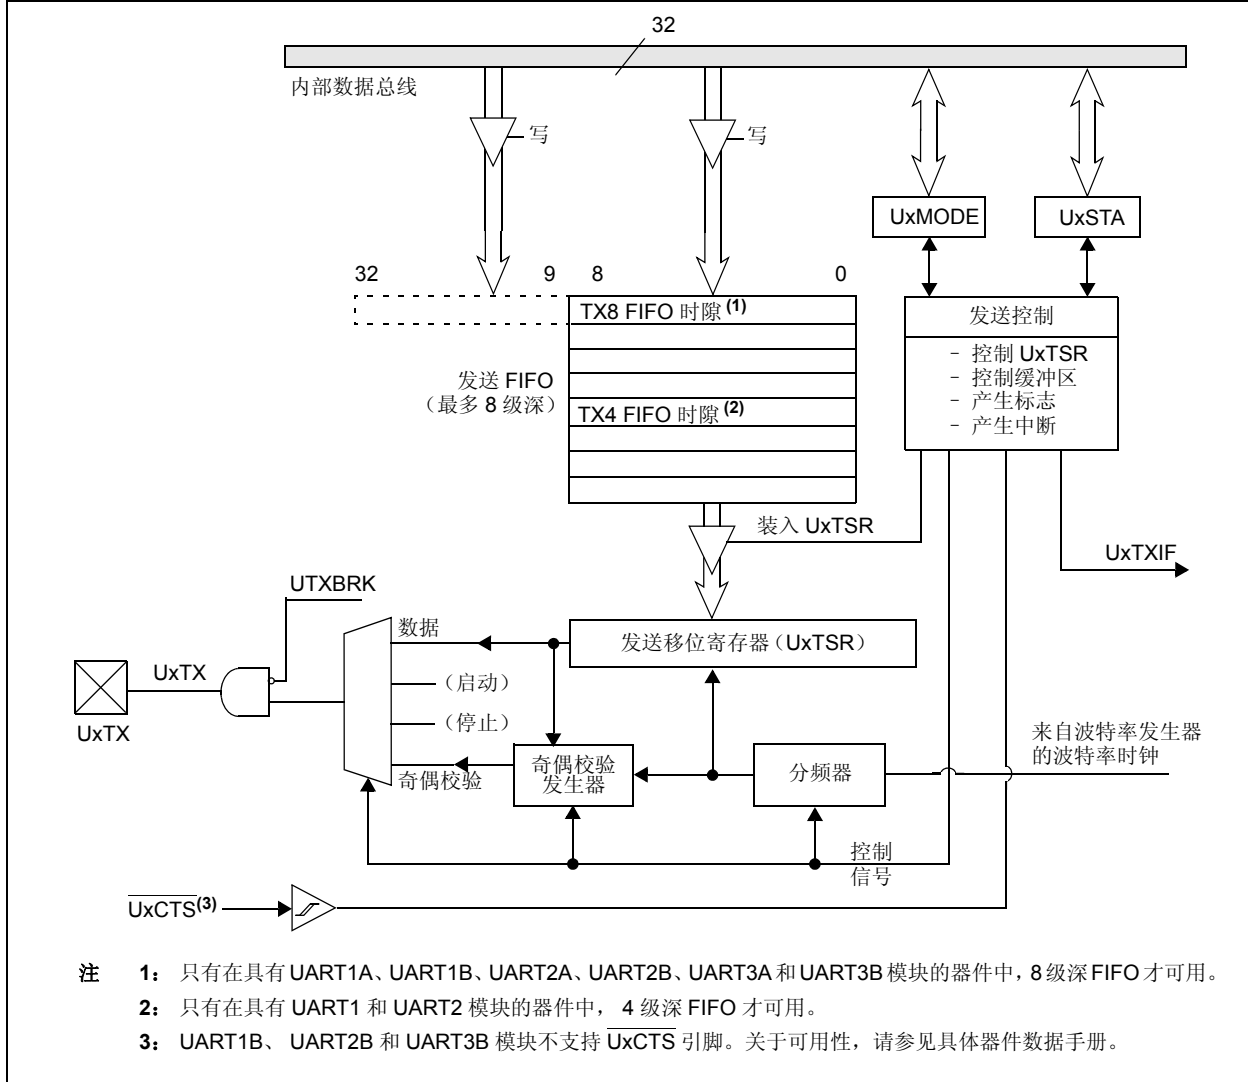 32
内部数据总线
写
写
UxMODE
UxSTA
32
9
8
0
TX8 FIFO 时隙 (1)
发送控制
- 控制 UxTSR
- 控制缓冲区
- 产生标志
- 产生中断
发送 FIFO
（最多 8 级深）
TX4 FIFO 时隙 (2)
装入 UxTSR
UxTXIF
UTXBRK
数据
发送移位寄存器（UxTSR）
UxTX
（启动）
（停止）
UxTX
来自波特率发生器
的波特率时钟
奇偶校验
发生器
分频器
奇偶校验
控制
信号
UxCTS(3)
注 1： 只有在具有 UART1A、UART1B、UART2A、UART2B、UART3A 和 UART3B 模块的器件中，8 级深 FIFO 才可用。
2： 只有在具有 UART1 和 UART2 模块的器件中， 4 级深 FIFO 才可用。
3： UART1B、 UART2B 和 UART3B 模块不支持 UxCTS 引脚。关于可用性，请参见具体器件数据手册。